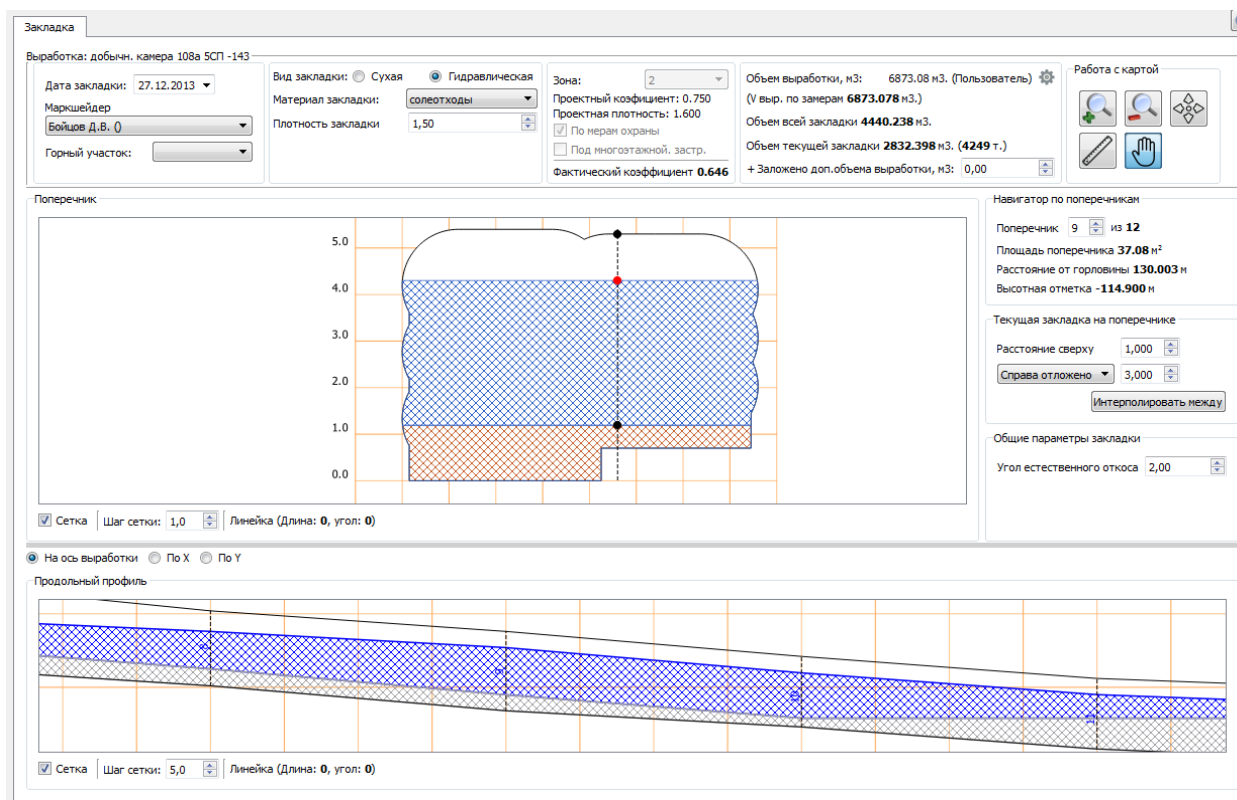 Закладка
Выработка: добычн. камера 108а 5СП -143
Дата закладки: 27.12.2013
Маркшейдер
Бойцов Д.В. ()
Горный участок:
Вид закладки: Сухая Гидравлическая
Материал закладки: солеотходы
Плотность закладки 1,50
Зона: 2
Проектный коэфициент: 0.750
Проектная плотность: 1.600
По мерам охраны
Под многоэтажной. застр.
Фактический коэффициент 0.646
Объем выработки, м3: 6873.08 м3. (Пользователь)
(V выр. по замерам 6873.078 м3.)
Объем всей закладки 4440.238 м3.
Объем текущей закладки 2832.398 м3. (4249 т.)
+ Заложено доп.объема выработки, м3: 0,00
Работа с картой
Поперечник
5.0
4.0
3.0
2.0
1.0
0.0
Сетка Шаг сетки: 1,0 Линейка (Длина: 0, угол: 0)
Навигатор по поперечникам
Поперечник 9 из 12
Площадь поперечника 37.08 м²
Расстояние от горловины 130.003 м
Высотная отметка -114.900 м
Текущая закладка на поперечнике
Расстояние сверху 1,000
Справа отложено 3,000
Интерполировать между
Общие параметры закладки
Угол естественного откоса 2,00
На ось выработки По X По Y
Продольный профиль
8
9
10
11
Сетка Шаг сетки: 5,0 Линейка (Длина: 0, угол: 0)